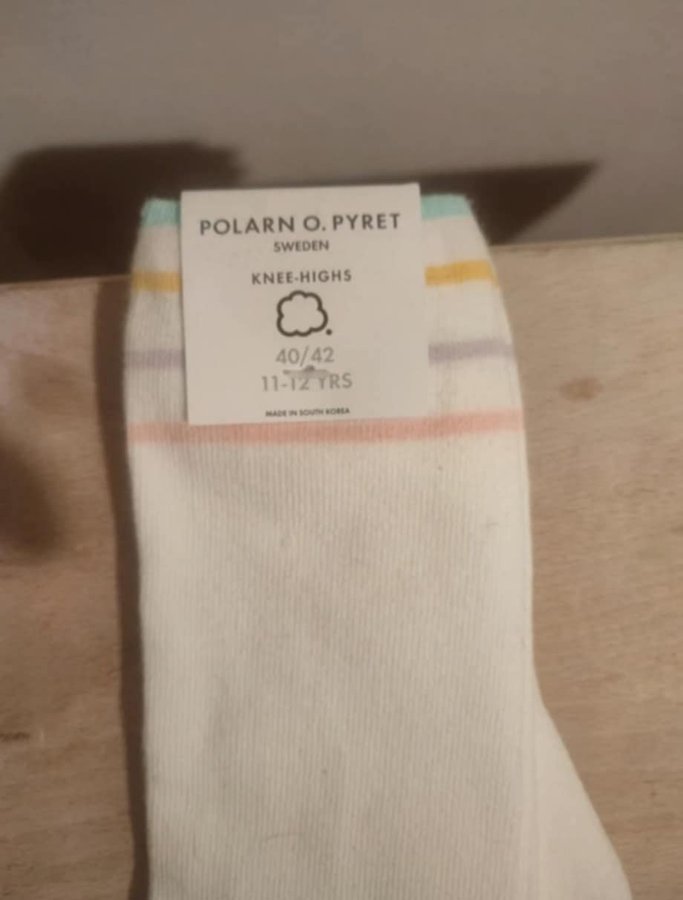 POLARN O. PYRET
SWEDEN
KNEE-HIGHS
40/42
11-12 YRS
MADE IN SOUTH KOREA